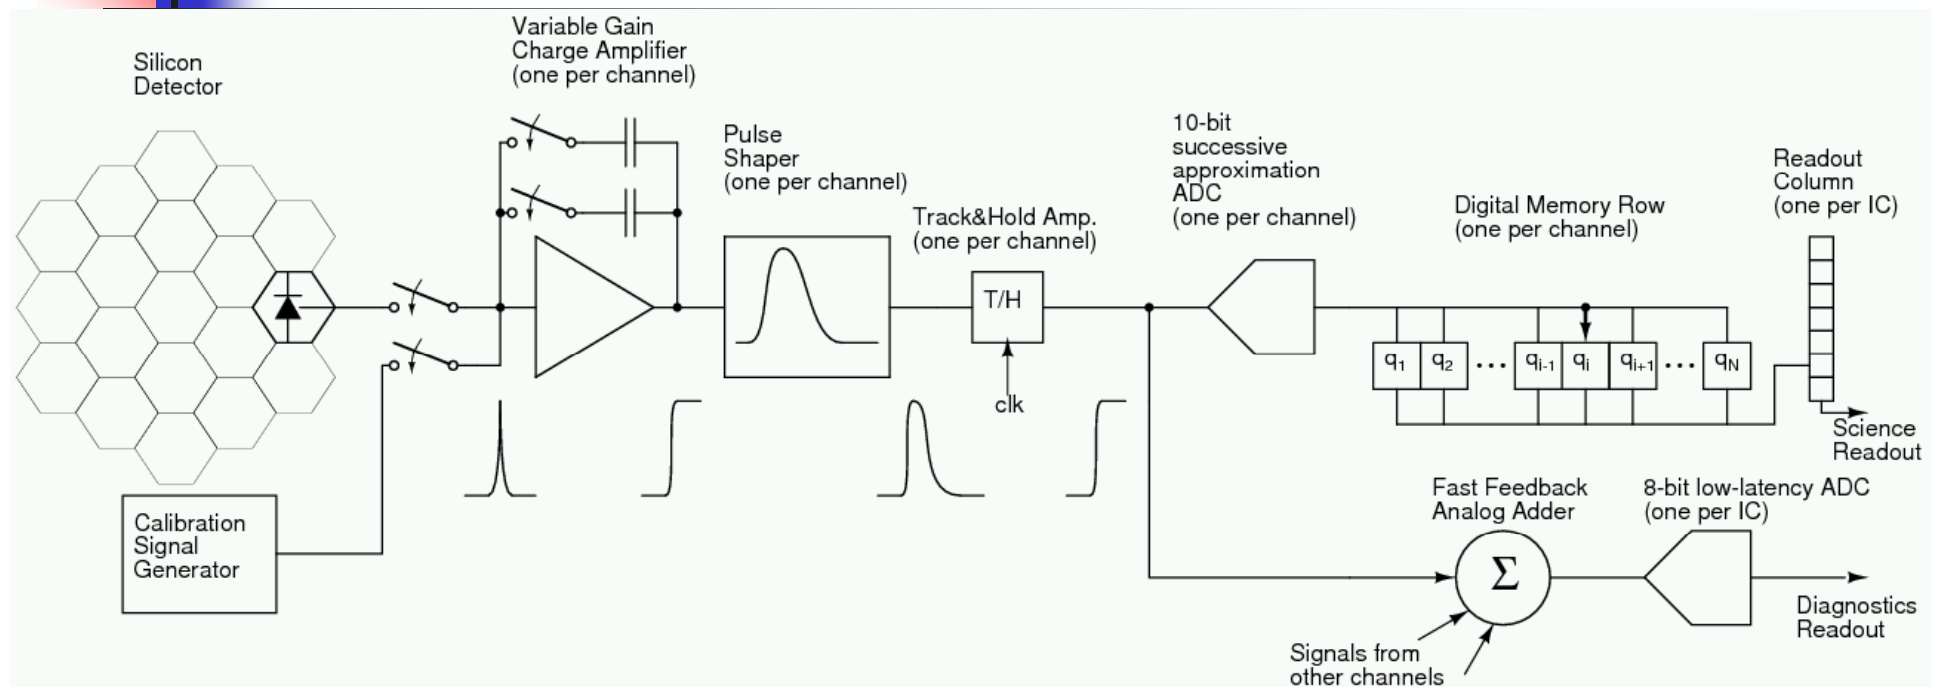 Silicon
Detector
Variable Gain
Charge Amplifier
(one per channel)
Pulse
Shaper
(one per channel)
Track&Hold Amp.
(one per channel)
T/H
clk
10-bit
successive
approximation
ADC
(one per channel)
Digital Memory Row
(one per channel)
q1 q2 ... qi-1 qi qi+1 ... qN
Readout
Column
(one per IC)
Science
Readout
Calibration
Signal
Generator
Fast Feedback
Analog Adder
Σ
Signals from
other channels
8-bit low-latency ADC
(one per IC)
Diagnostics
Readout